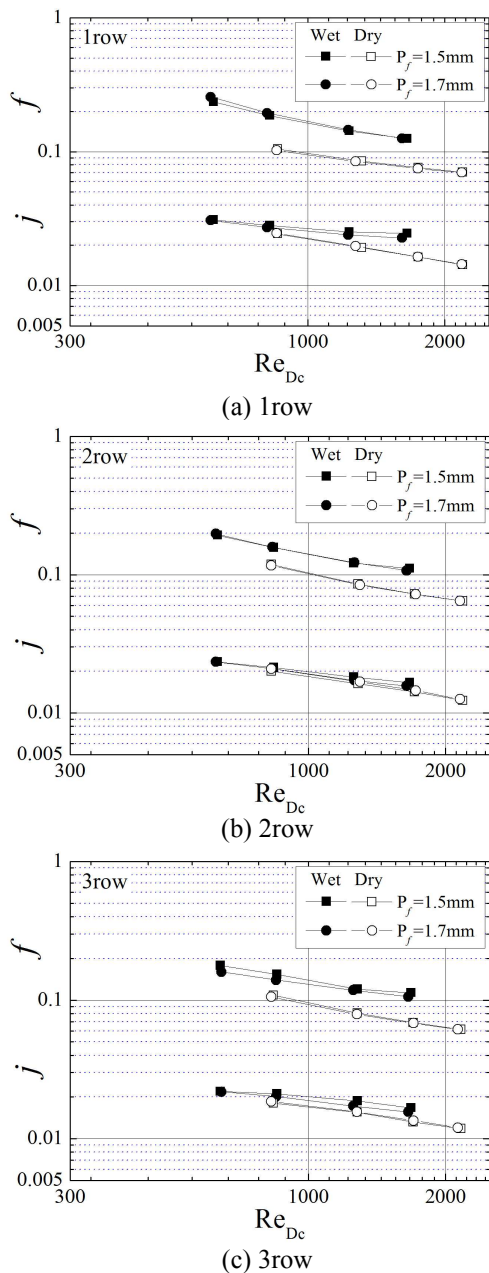 1row
Wet Dry
P_f=1.5mm
P_f=1.7mm
f
j
1
0.1
0.01
0.005
300
1000
2000
Re_Dc
(a) 1row
2row
Wet Dry
P_f=1.5mm
P_f=1.7mm
f
j
1
0.1
0.01
0.005
300
1000
2000
Re_Dc
(b) 2row
3row
Wet Dry
P_f=1.5mm
P_f=1.7mm
f
j
1
0.1
0.01
0.005
300
1000
2000
Re_Dc
(c) 3row